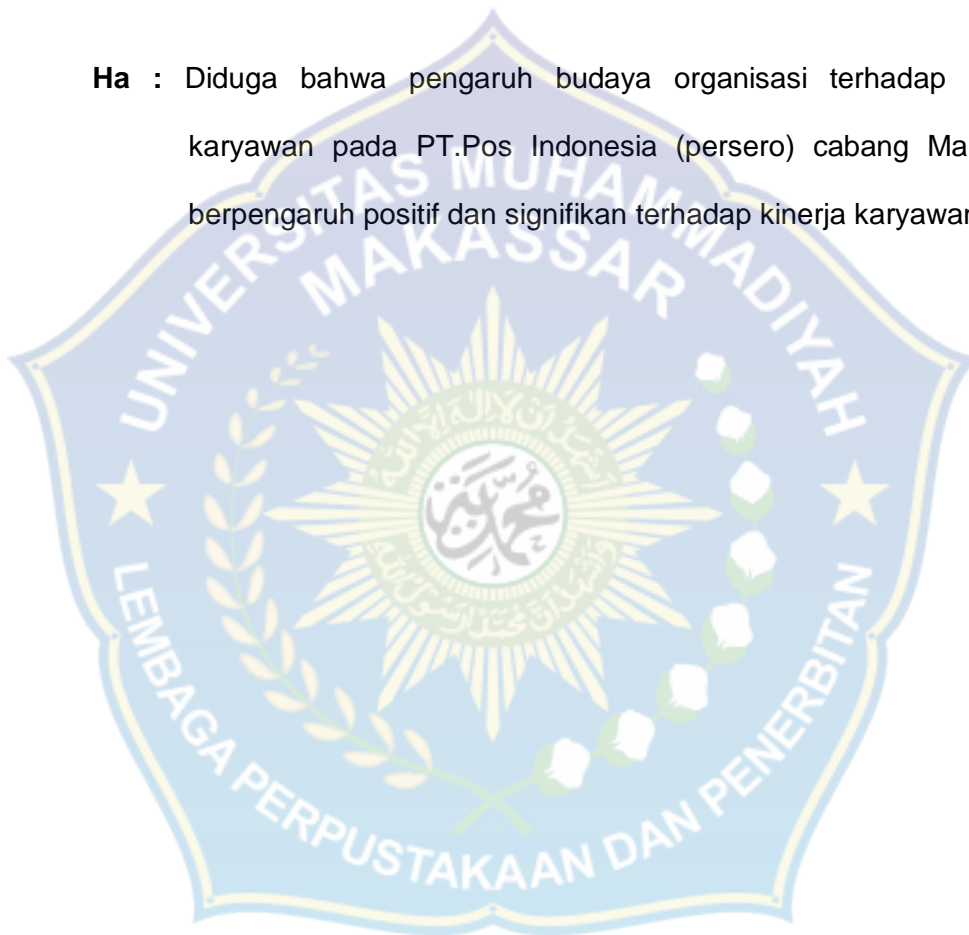 Ha : Diduga bahwa pengaruh budaya organisasi terhadap
karyawan pada PT.Pos Indonesia (persero) cabang Ma
berpengaruh positif dan signifikan terhadap kinerja karyawan
UNIVERSITAS MUHAMMADIYAH
MAKASSAR
LEMBAGA PERPUSTAKAAN DAN PENERBITAN